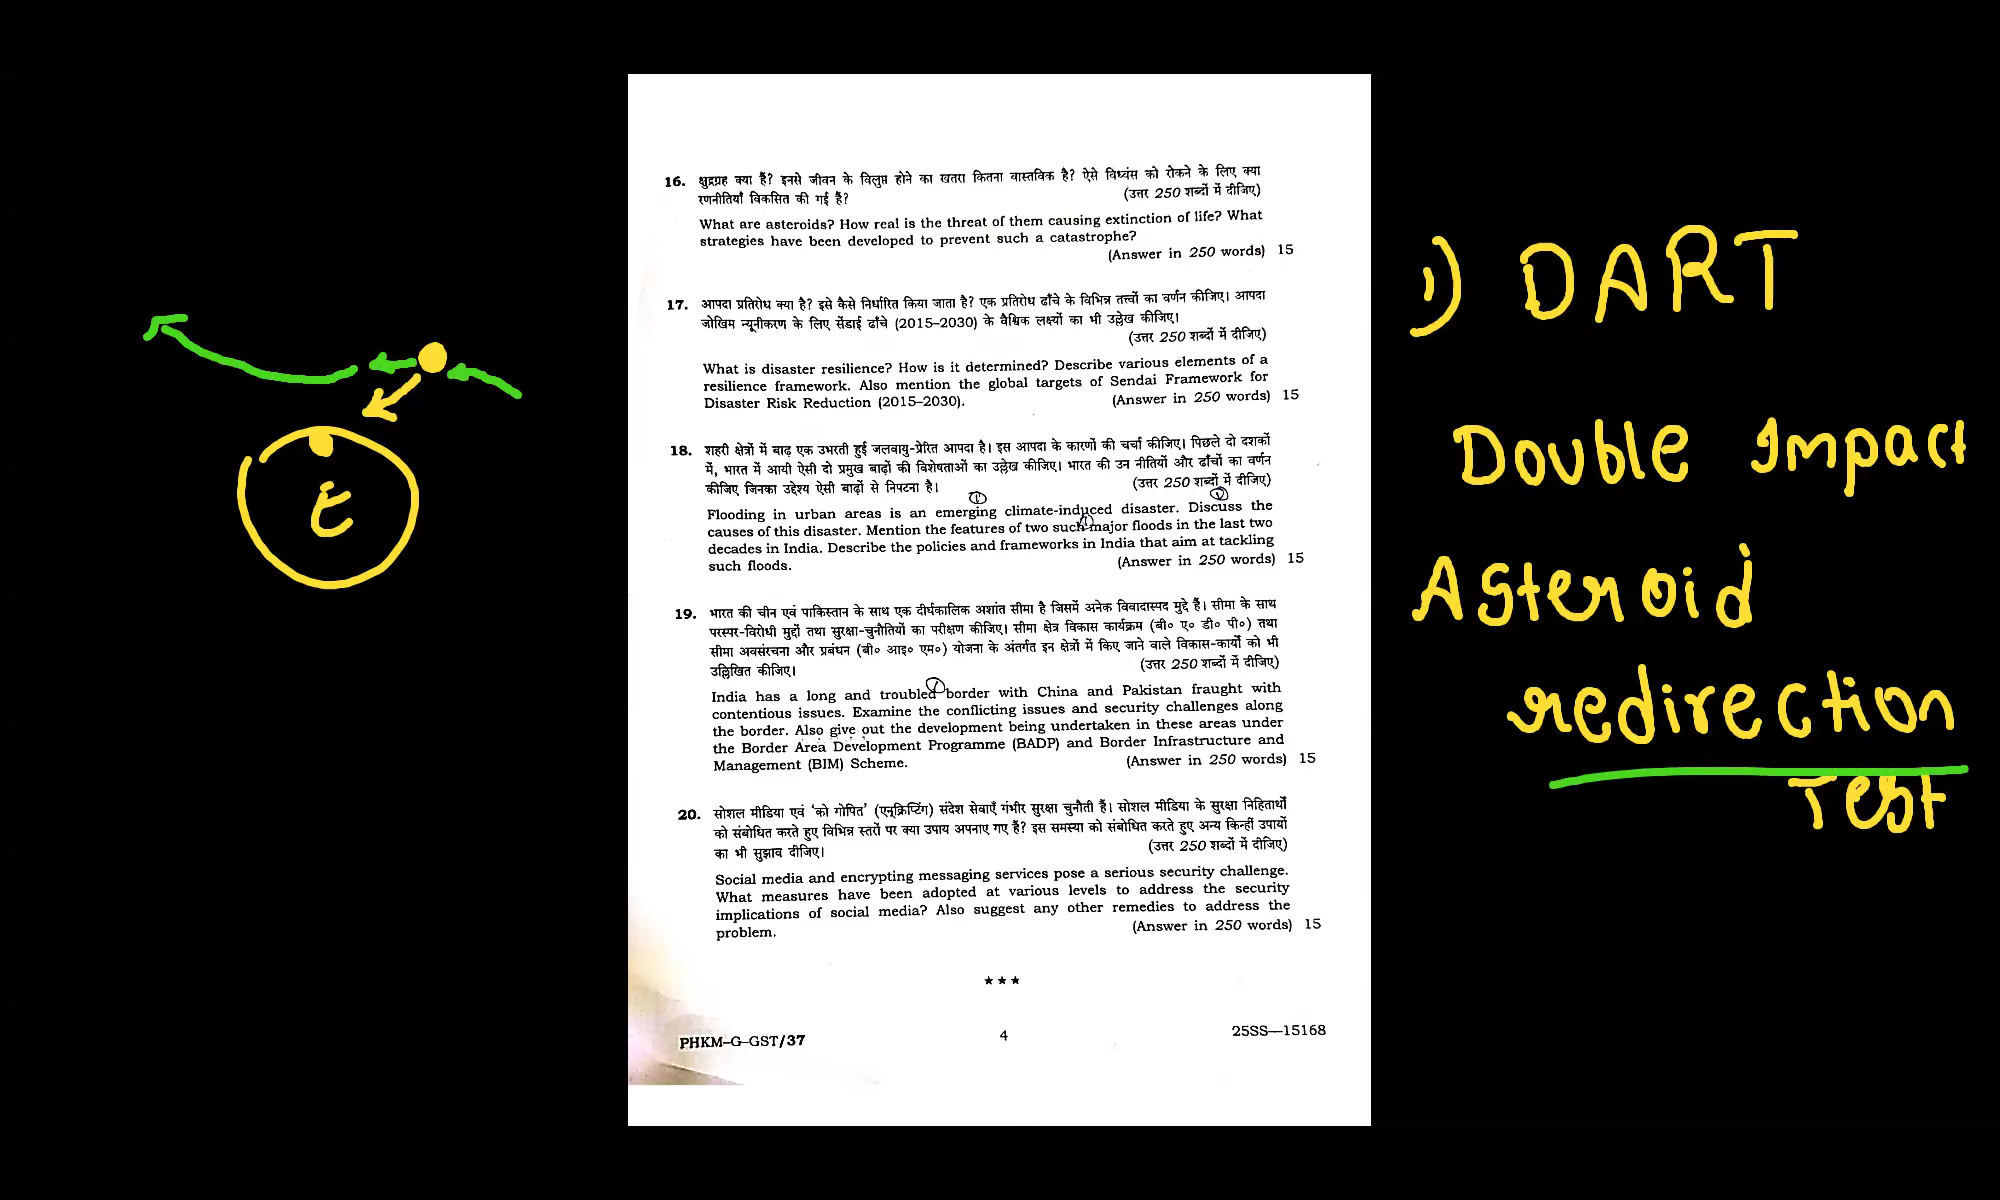 16. क्षुद्रग्रह क्या हैं? इनसे जीवन के विलुप्त होने का खतरा कितना वास्तविक है? ऐसे विध्वंस को रोकने के लिए क्या
रणनीतियाँ विकसित की गई हैं? (उत्तर 250 शब्दों में दीजिए)
What are asteroids? How real is the threat of them causing extinction of life? What
strategies have been developed to prevent such a catastrophe?
(Answer in 250 words) 15
17. आपदा प्रतिरोध क्या है? इसे कैसे निर्धारित किया जाता है? एक प्रतिरोध ढाँचे के विभिन्न तत्त्वों का वर्णन कीजिए। आपदा
जोखिम न्यूनीकरण के लिए सेंडाई ढाँचे (2015–2030) के वैश्विक लक्ष्यों का भी उल्लेख कीजिए।
(उत्तर 250 शब्दों में दीजिए)
What is disaster resilience? How is it determined? Describe various elements of a
resilience framework. Also mention the global targets of Sendai Framework for
Disaster Risk Reduction (2015–2030). (Answer in 250 words) 15
18. शहरी क्षेत्रों में बाढ़ एक उभरती हुई जलवायु-प्रेरित आपदा है। इस आपदा के कारणों की चर्चा कीजिए। पिछले दो दशकों
में, भारत में आयी ऐसी दो प्रमुख बाढ़ों की विशेषताओं का उल्लेख कीजिए। भारत की उन नीतियों और ढाँचों का वर्णन
कीजिए जिनका उद्देश्य ऐसी बाढ़ों से निपटना है। (उत्तर 250 शब्दों में दीजिए)
Flooding in urban areas is an emerging climate-induced disaster. Discuss the
causes of this disaster. Mention the features of two such major floods in the last two
decades in India. Describe the policies and frameworks in India that aim at tackling
such floods. (Answer in 250 words) 15
19. भारत की चीन एवं पाकिस्तान के साथ एक दीर्घकालिक अशांत सीमा है जिसमें अनेक विवादास्पद मुद्दे हैं। सीमा के साथ
परस्पर-विरोधी मुद्दों तथा सुरक्षा-चुनौतियों का परीक्षण कीजिए। सीमा क्षेत्र विकास कार्यक्रम (बी० ए० डी० पी०) तथा
सीमा अवसंरचना और प्रबंधन (बी० आइ० एम०) योजना के अंतर्गत इन क्षेत्रों में किए जाने वाले विकास-कार्यों को भी
उल्लिखित कीजिए। (उत्तर 250 शब्दों में दीजिए)
India has a long and troubled border with China and Pakistan fraught with
contentious issues. Examine the conflicting issues and security challenges along
the border. Also give out the development being undertaken in these areas under
the Border Area Development Programme (BADP) and Border Infrastructure and
Management (BIM) Scheme. (Answer in 250 words) 15
20. सोशल मीडिया एवं 'को गोपित' (एनक्रिप्टिंग) संदेश सेवाएँ गंभीर सुरक्षा चुनौती हैं। सोशल मीडिया के सुरक्षा निहितार्थों
को संबोधित करते हुए विभिन्न स्तरों पर क्या उपाय अपनाए गए हैं? इस समस्या को संबोधित करते हुए अन्य किन्हीं उपायों
का भी सुझाव दीजिए। (उत्तर 250 शब्दों में दीजिए)
Social media and encrypting messaging services pose a serious security challenge.
What measures have been adopted at various levels to address the security
implications of social media? Also suggest any other remedies to address the
problem. (Answer in 250 words) 15
★ ★ ★
PHKM–G–GST/37 4 25SS—15168
1) DART
Double Impact
Asteroid
redirection
Test